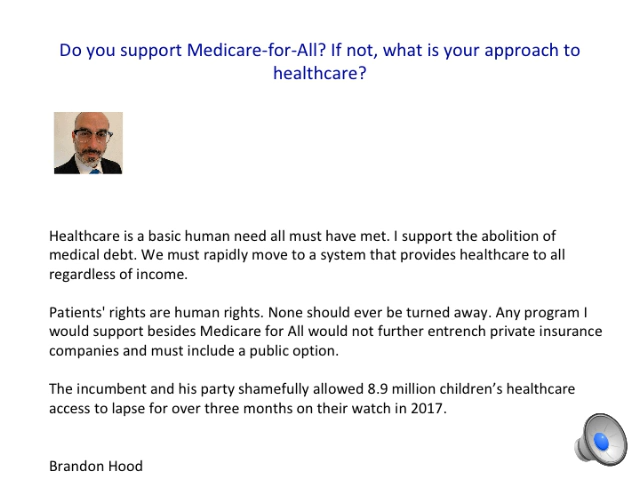 Do you support Medicare-for-All? If not, what is your approach to
healthcare?
Healthcare is a basic human need all must have met. I support the abolition of
medical debt. We must rapidly move to a system that provides healthcare to all
regardless of income.
Patients' rights are human rights. None should ever be turned away. Any program I
would support besides Medicare for All would not further entrench private insurance
companies and must include a public option.
The incumbent and his party shamefully allowed 8.9 million children’s healthcare
access to lapse for over three months on their watch in 2017.
Brandon Hood